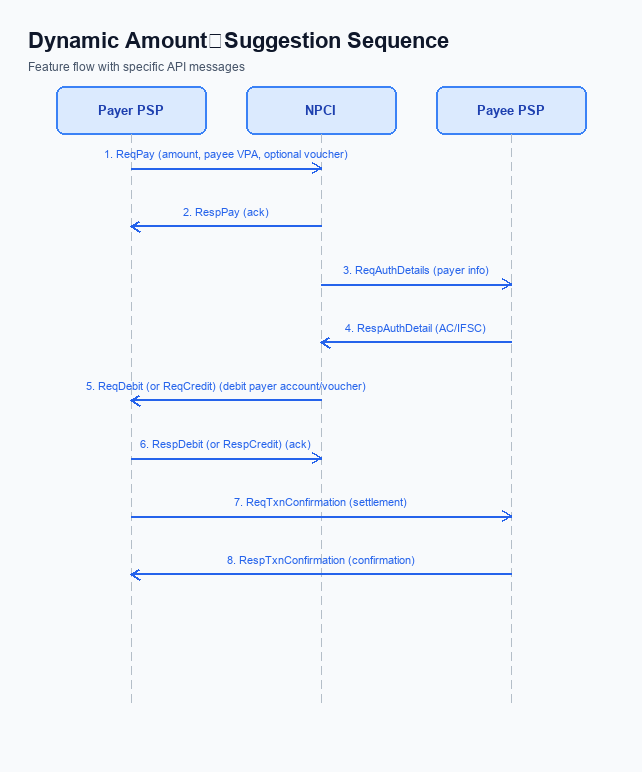 Dynamic Amount□Suggestion Sequence
Feature flow with specific API messages
Payer PSP
NPCI
Payee PSP
1. ReqPay (amount, payee VPA, optional voucher)
2. RespPay (ack)
3. ReqAuthDetails (payer info)
4. RespAuthDetail (AC/IFSC)
5. ReqDebit (or ReqCredit) (debit payer account/voucher)
6. RespDebit (or RespCredit) (ack)
7. ReqTxnConfirmation (settlement)
8. RespTxnConfirmation (confirmation)